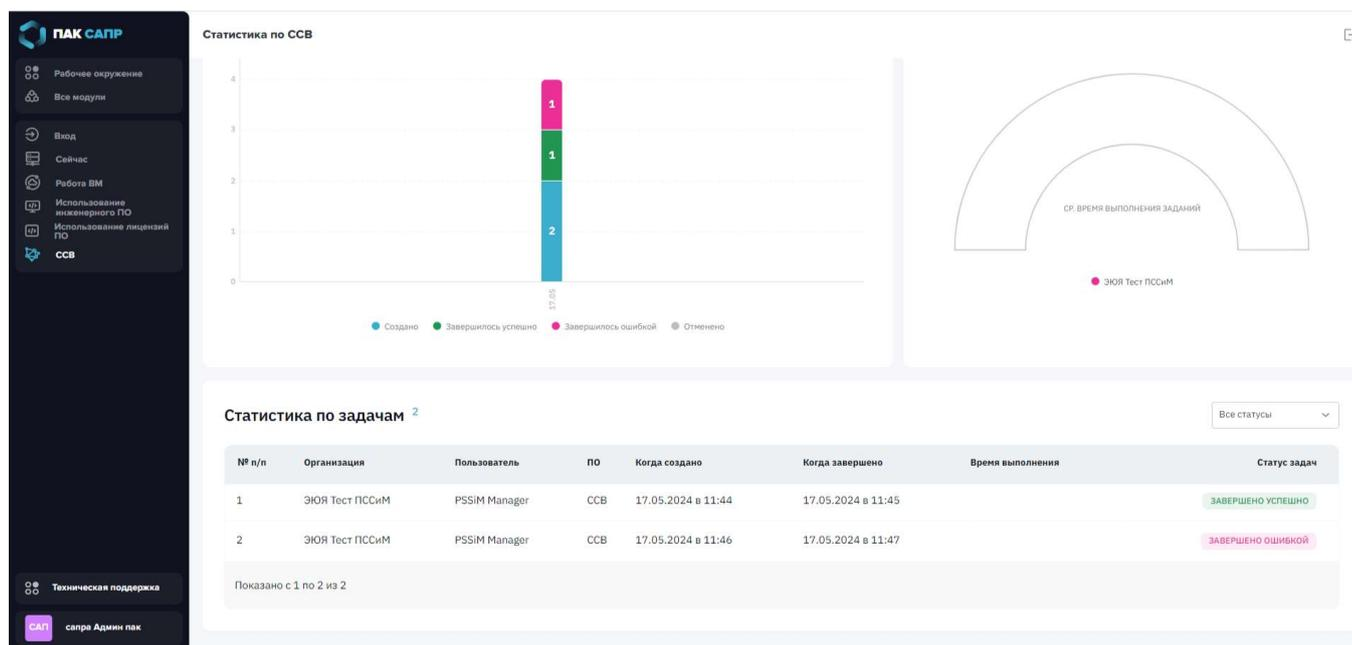 ПАК САПР
Статистика по ССВ
Рабочее окружение
Все модули
Вход
Сейчас
Работа ВМ
Использование
инженерного ПО
Использование лицензий
ПО
ССВ
4
3
2
1
0
1
1
2
17.05
Создано
Завершилось успешно
Завершилось ошибкой
Отменено
СР. ВРЕМЯ ВЫПОЛНЕНИЯ ЗАДАНИЙ
ЭЮЯ Тест ПССиМ
Статистика по задачам 2
Все статусы
№ п/п Организация Пользователь ПО Когда создано Когда завершено Время выполнения Статус задач
1 ЭЮЯ Тест ПССиМ PSSiM Manager ССВ 17.05.2024 в 11:44 17.05.2024 в 11:45 ЗАВЕРШЕНО УСПЕШНО
2 ЭЮЯ Тест ПССиМ PSSiM Manager ССВ 17.05.2024 в 11:46 17.05.2024 в 11:47 ЗАВЕРШЕНО ОШИБКОЙ
Показано с 1 по 2 из 2
Техническая поддержка
САП сапра Админ пак